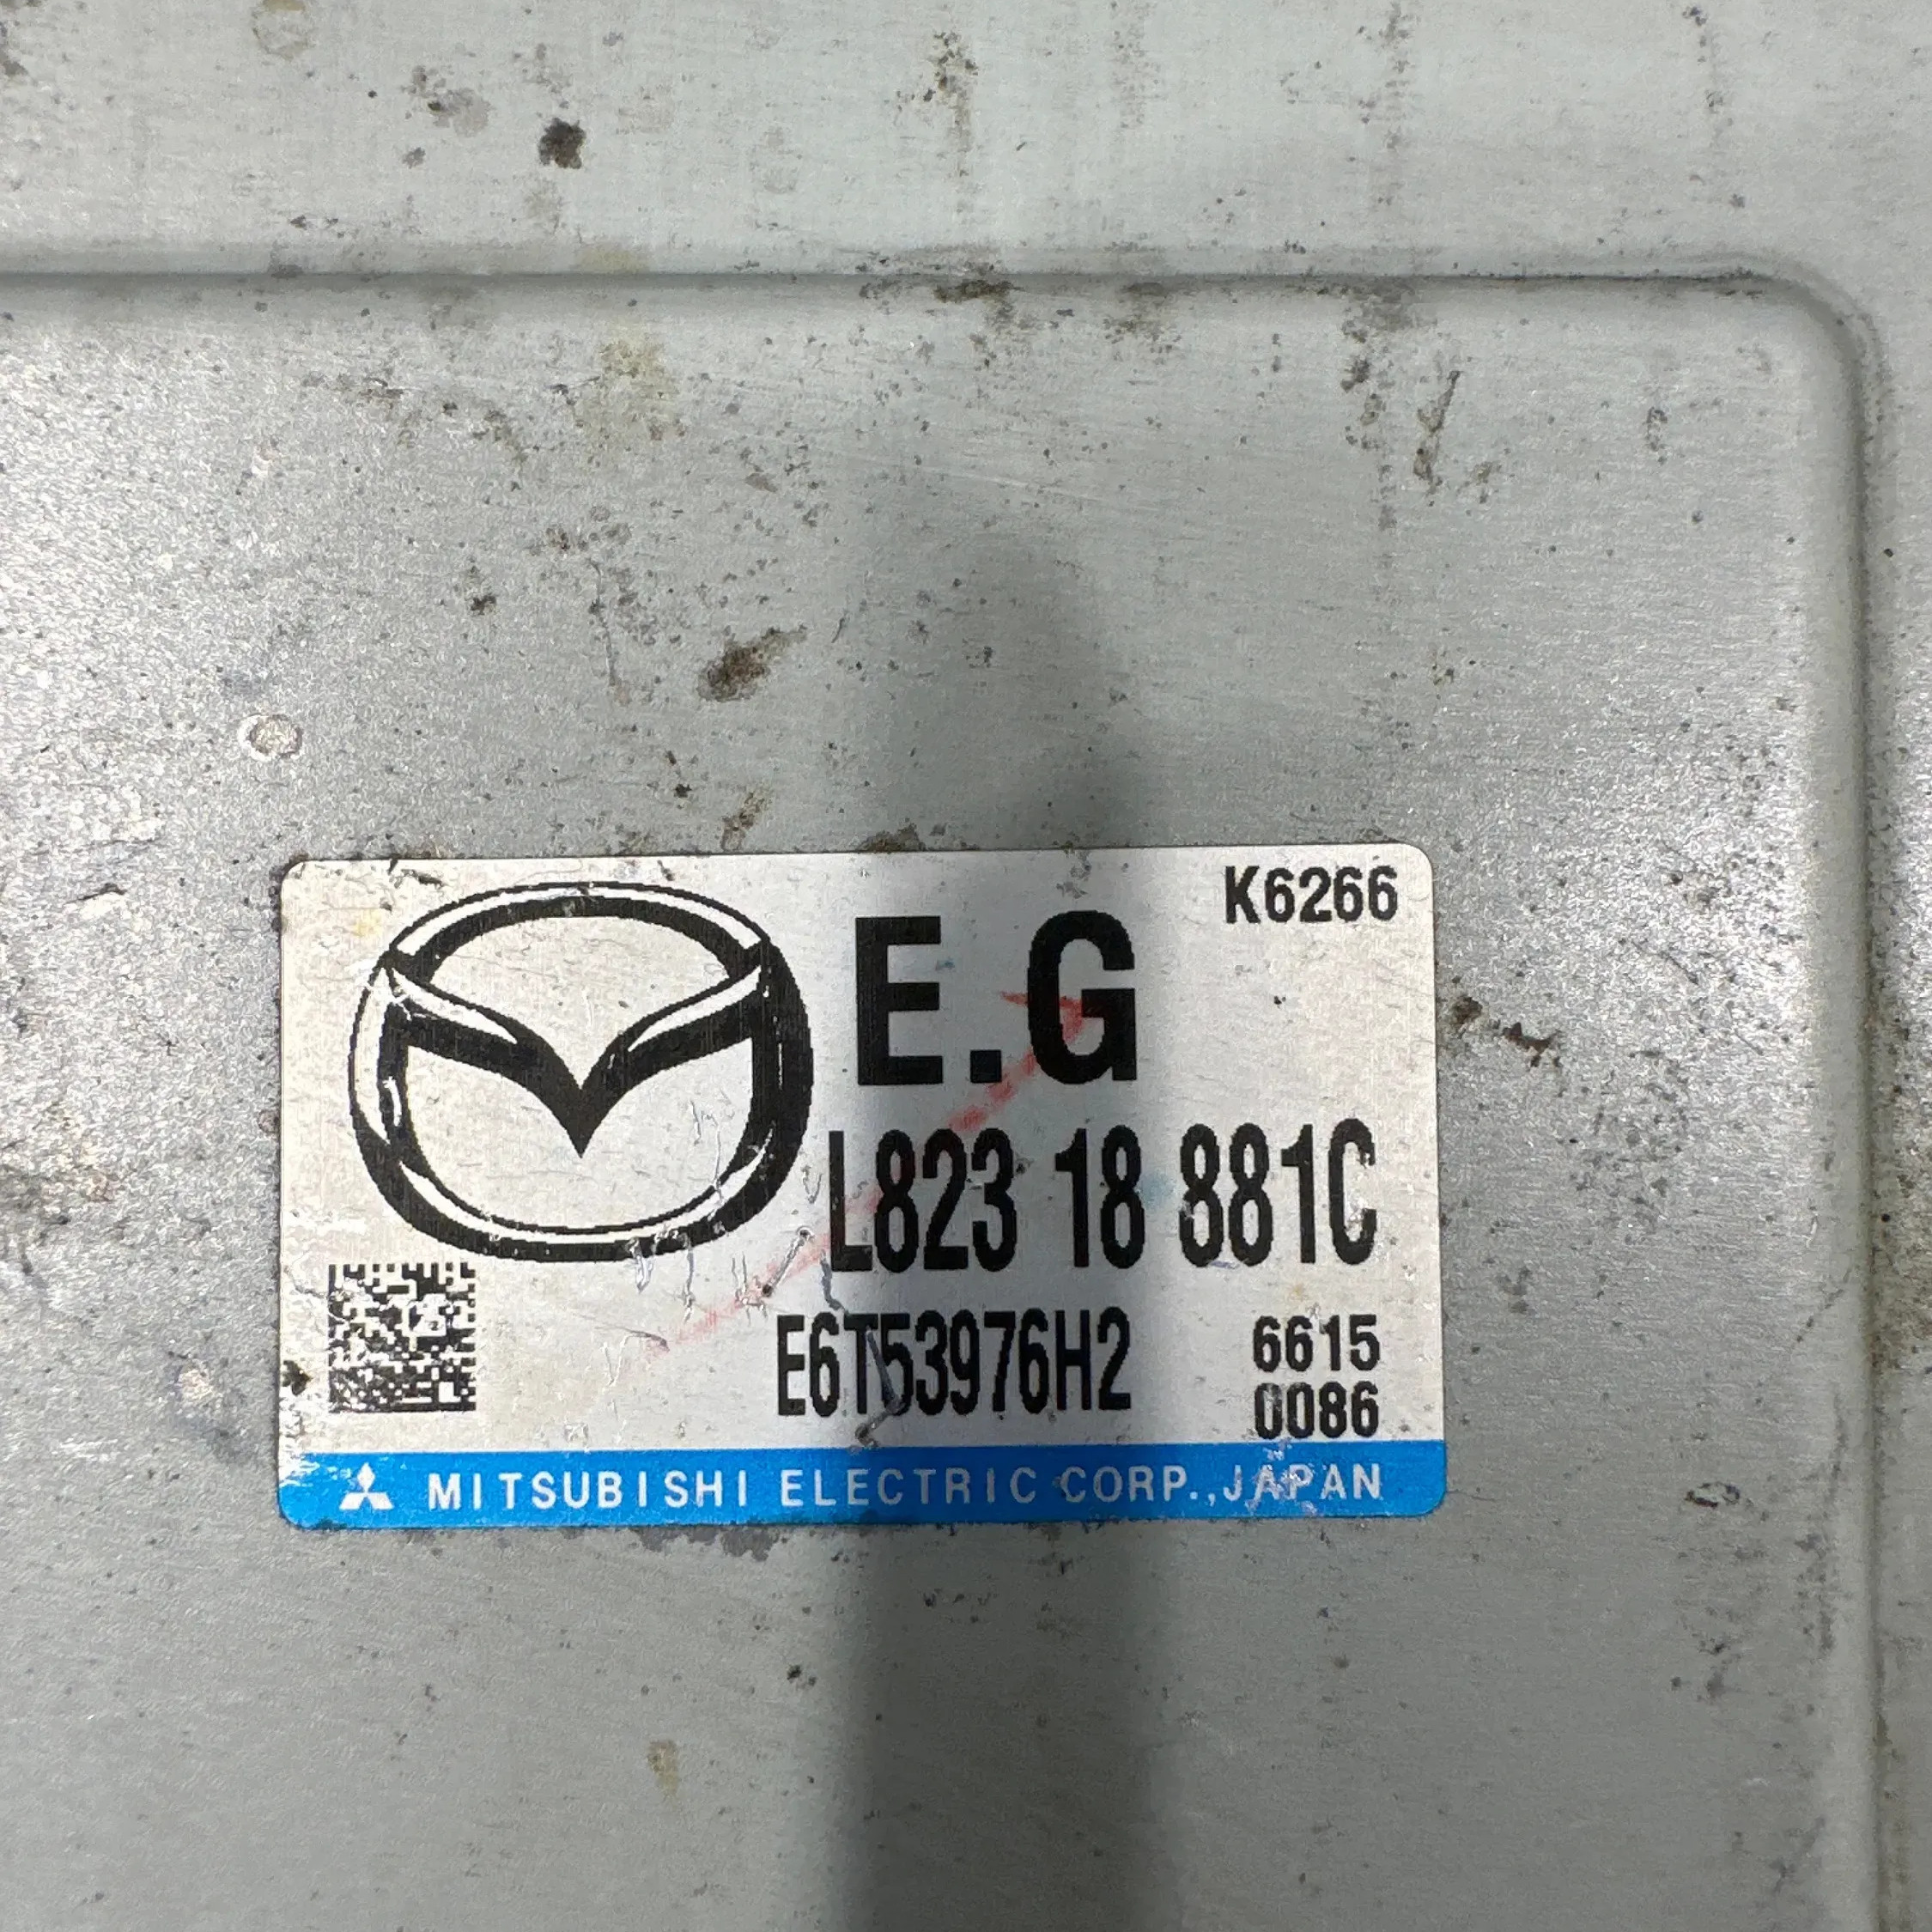 K6266
E.G
L823 18 881C
E6T53976H2 6615
0086
MITSUBISHI ELECTRIC CORP.,JAPAN